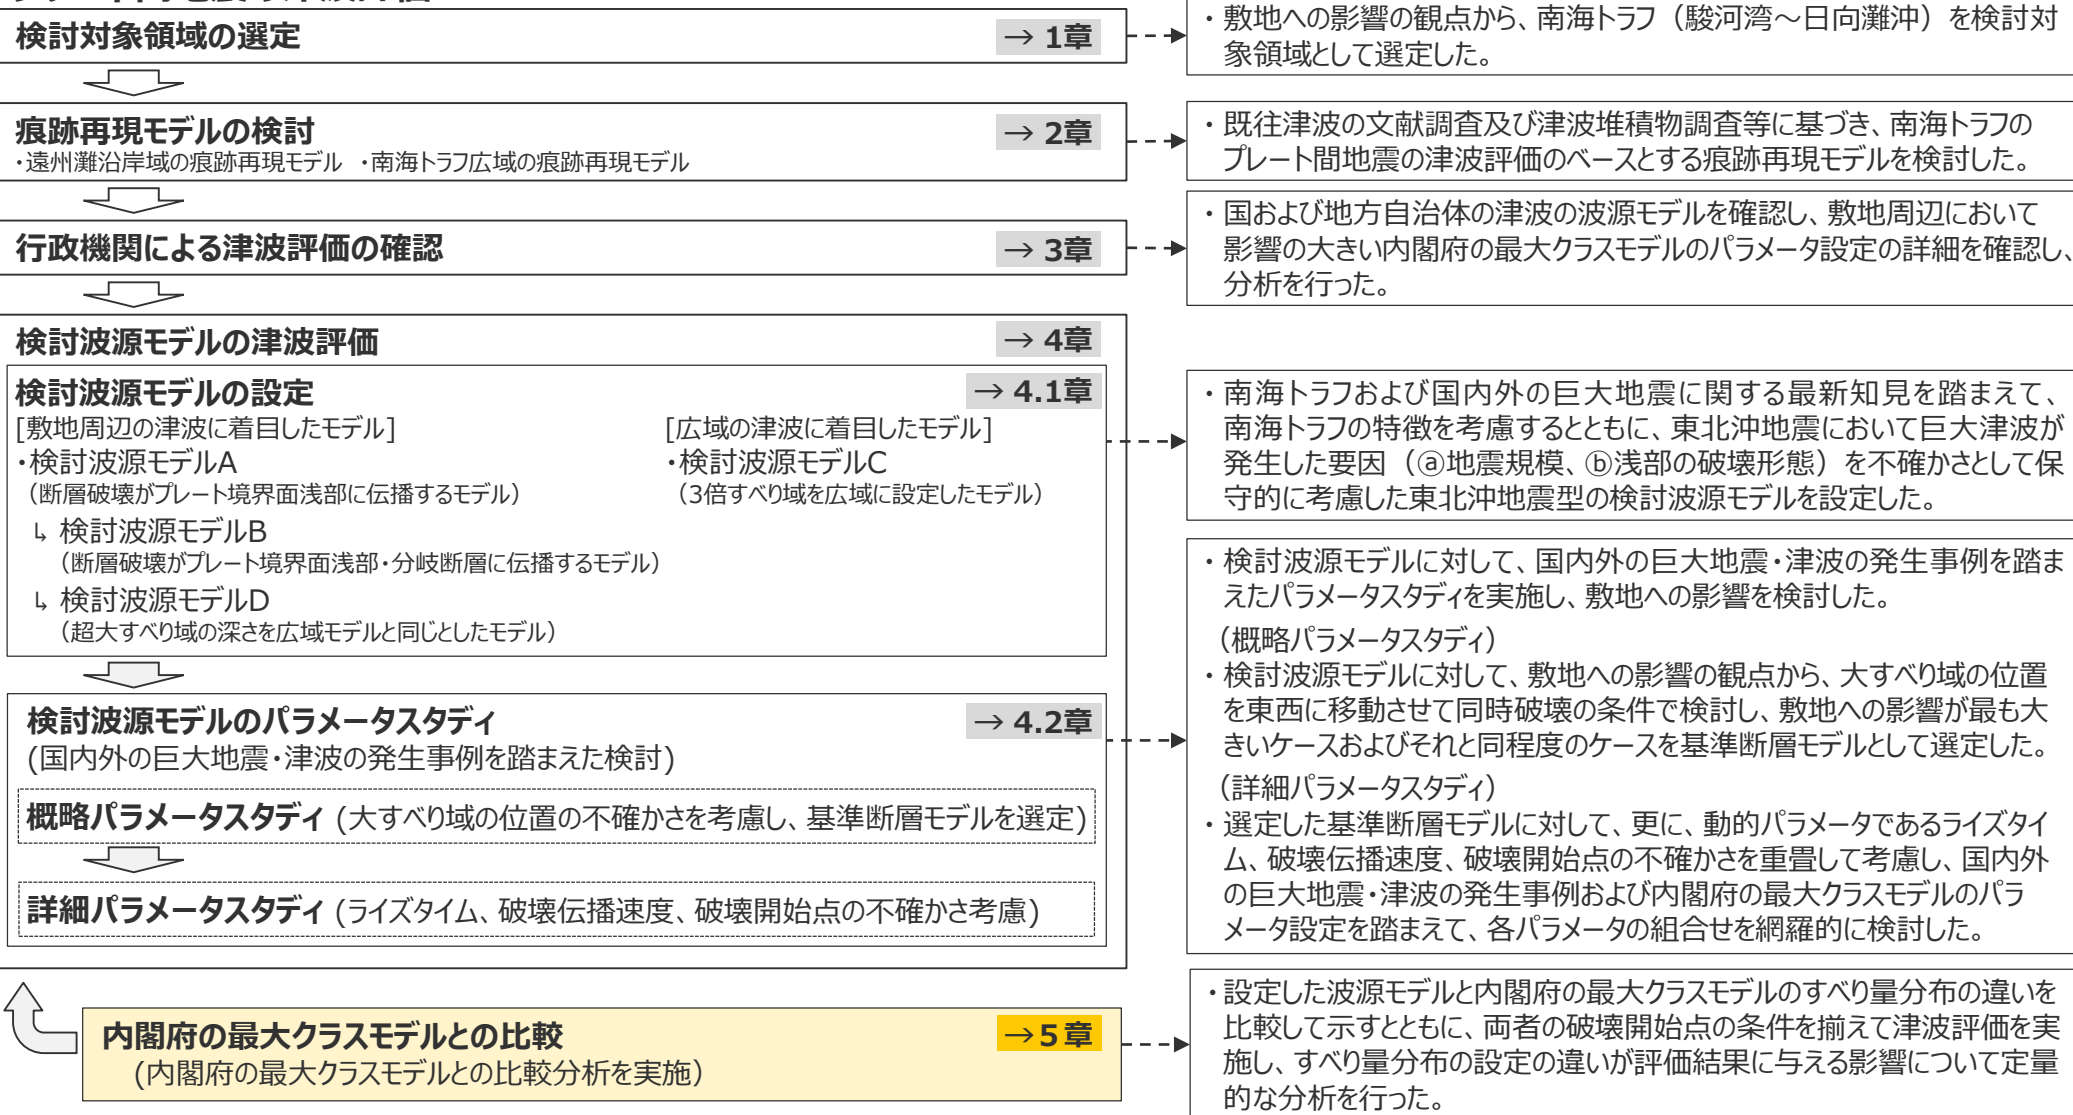 検討対象領域の選定 → 1章
・敷地への影響の観点から、南海トラフ（駿河湾～日向灘沖）を検討対
象領域として選定した。
痕跡再現モデルの検討 → 2章
・遠州灘沿岸域の痕跡再現モデル ・南海トラフ広域の痕跡再現モデル
・既往津波の文献調査及び津波堆積物調査等に基づき、南海トラフの
プレート間地震の津波評価のベースとする痕跡再現モデルを検討した。
行政機関による津波評価の確認 → 3章
・国および地方自治体の津波の波源モデルを確認し、敷地周辺において
影響の大きい内閣府の最大クラスモデルのパラメータ設定の詳細を確認し、
分析を行った。
検討波源モデルの津波評価 → 4章
検討波源モデルの設定 → 4.1章
[敷地周辺の津波に着目したモデル] [広域の津波に着目したモデル]
・検討波源モデルA ・検討波源モデルC
（断層破壊がプレート境界面浅部に伝播するモデル） （3倍すべり域を広域に設定したモデル）
↳ 検討波源モデルB
（断層破壊がプレート境界面浅部・分岐断層に伝播するモデル）
↳ 検討波源モデルD
（超大すべり域の深さを広域モデルと同じとしたモデル）
・南海トラフおよび国内外の巨大地震に関する最新知見を踏まえて、
南海トラフの特徴を考慮するとともに、東北沖地震において巨大津波が
発生した要因（ⓐ地震規模、ⓑ浅部の破壊形態）を不確かさとして保
守的に考慮した東北沖地震型の検討波源モデルを設定した。
検討波源モデルのパラメータスタディ → 4.2章
(国内外の巨大地震・津波の発生事例を踏まえた検討)
概略パラメータスタディ (大すべり域の位置の不確かさを考慮し、基準断層モデルを選定)
詳細パラメータスタディ (ライズタイム、破壊伝播速度、破壊開始点の不確かさ考慮)
・検討波源モデルに対して、国内外の巨大地震・津波の発生事例を踏ま
えたパラメータスタディを実施し、敷地への影響を検討した。
（概略パラメータスタディ）
・検討波源モデルに対して、敷地への影響の観点から、大すべり域の位置
を東西に移動させて同時破壊の条件で検討し、敷地への影響が最も大
きいケースおよびそれと同程度のケースを基準断層モデルとして選定した。
（詳細パラメータスタディ）
・選定した基準断層モデルに対して、更に、動的パラメータであるライズタイ
ム、破壊伝播速度、破壊開始点の不確かさを重畳して考慮し、国内外
の巨大地震・津波の発生事例および内閣府の最大クラスモデルのパラ
メータ設定を踏まえて、各パラメータの組合せを網羅的に検討した。
内閣府の最大クラスモデルとの比較 →５章
(内閣府の最大クラスモデルとの比較分析を実施）
・設定した波源モデルと内閣府の最大クラスモデルのすべり量分布の違いを
比較して示すとともに、両者の破壊開始点の条件を揃えて津波評価を実
施し、すべり量分布の設定の違いが評価結果に与える影響について定量
的な分析を行った。